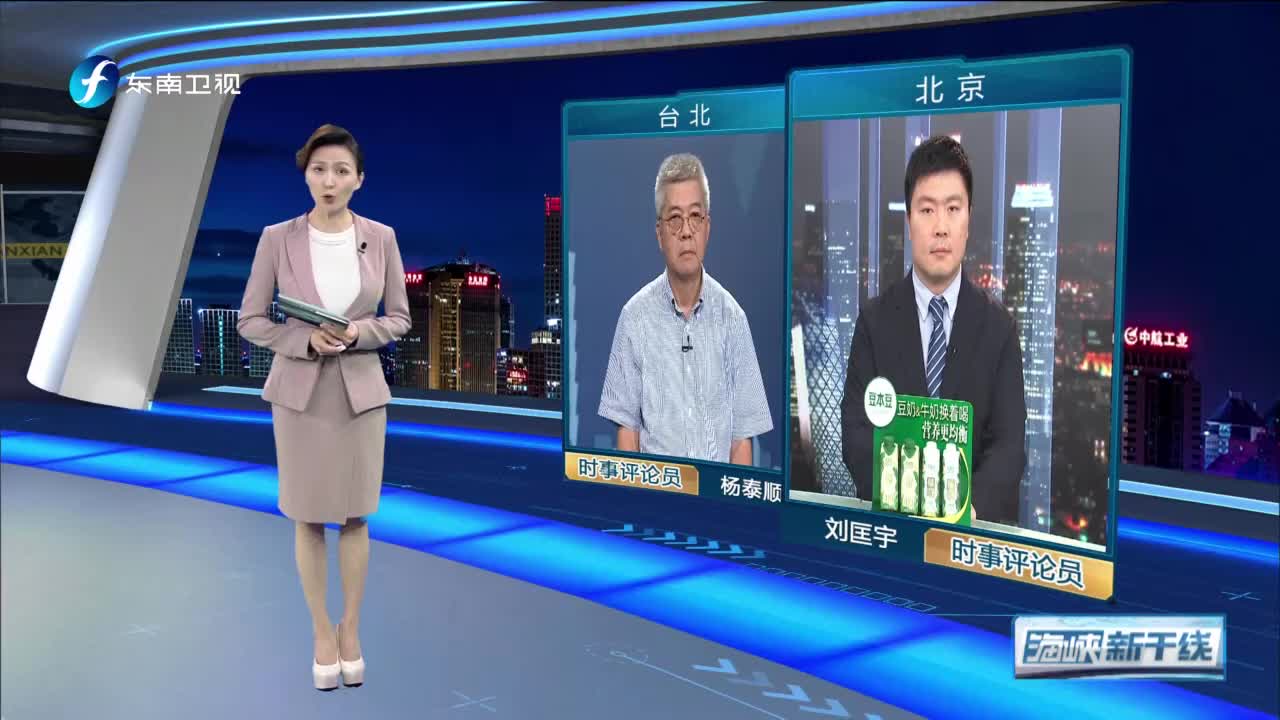 东南卫视
台北
北京
ANXIAN
中航工业
豆本豆
豆奶&牛奶换着喝
营养更均衡
时事评论员
杨泰顺
刘匡宇
时事评论员
海峡新干线